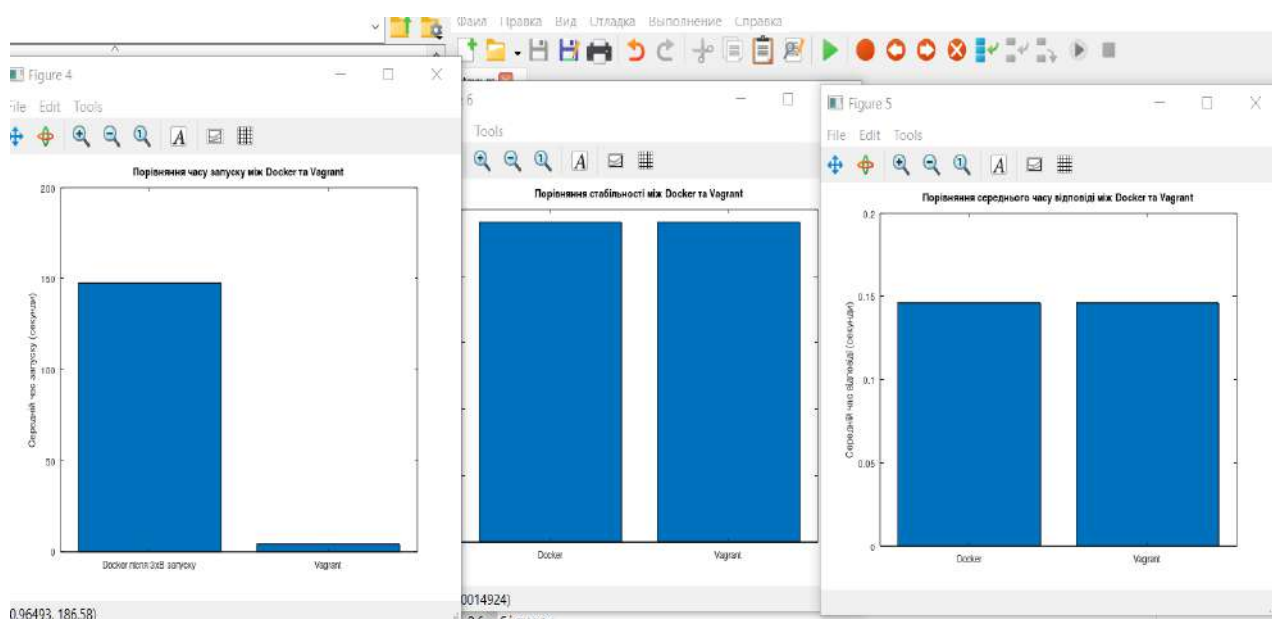 Файл Правка Вид Отладка Выполнение Справка
Figure 4
File Edit Tools
Порівняння часу запуску між Docker та Vagrant
200
150
100
50
0
Середній час запуску (секунди)
Docker після 3хв запуску
Vagrant
0.96493, 186.58)
6
Tools
Порівняння стабільності між Docker та Vagrant
Docker
Vagrant
0014924)
Figure 5
File Edit Tools
Порівняння середнього часу відповіді між Docker та Vagrant
0.2
0.15
0.1
0.05
0
Середній час відповіді (секунди)
Docker
Vagrant